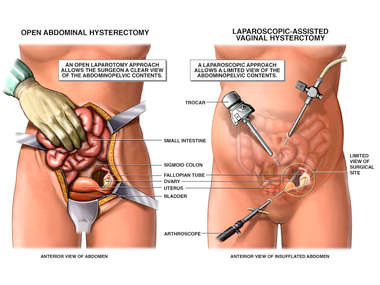 OPEN ABDOMINAL HYSTERECTOMY
AN OPEN LAPAROTOMY APPROACH
ALLOWS THE SURGEON A CLEAR VIEW
OF THE ABDOMINOPELVIC CONTENTS.
LAPAROSCOPIC-ASSISTED
VAGINAL HYSTERCTOMY
A LAPAROSCOPIC APPROACH
ALLOWS A LIMITED VIEW OF THE
ABDOMINOPELVIC CONTENTS.
TROCAR
SMALL INTESTINE
SIGMOID COLON
FALLOPIAN TUBE
OVARY
UTERUS
BLADDER
LIMITED
VIEW OF
SURGICAL
SITE
ARTHROSCOPE
ANTERIOR VIEW OF ABDOMEN
ANTERIOR VIEW OF INSUFFLATED ABDOMEN